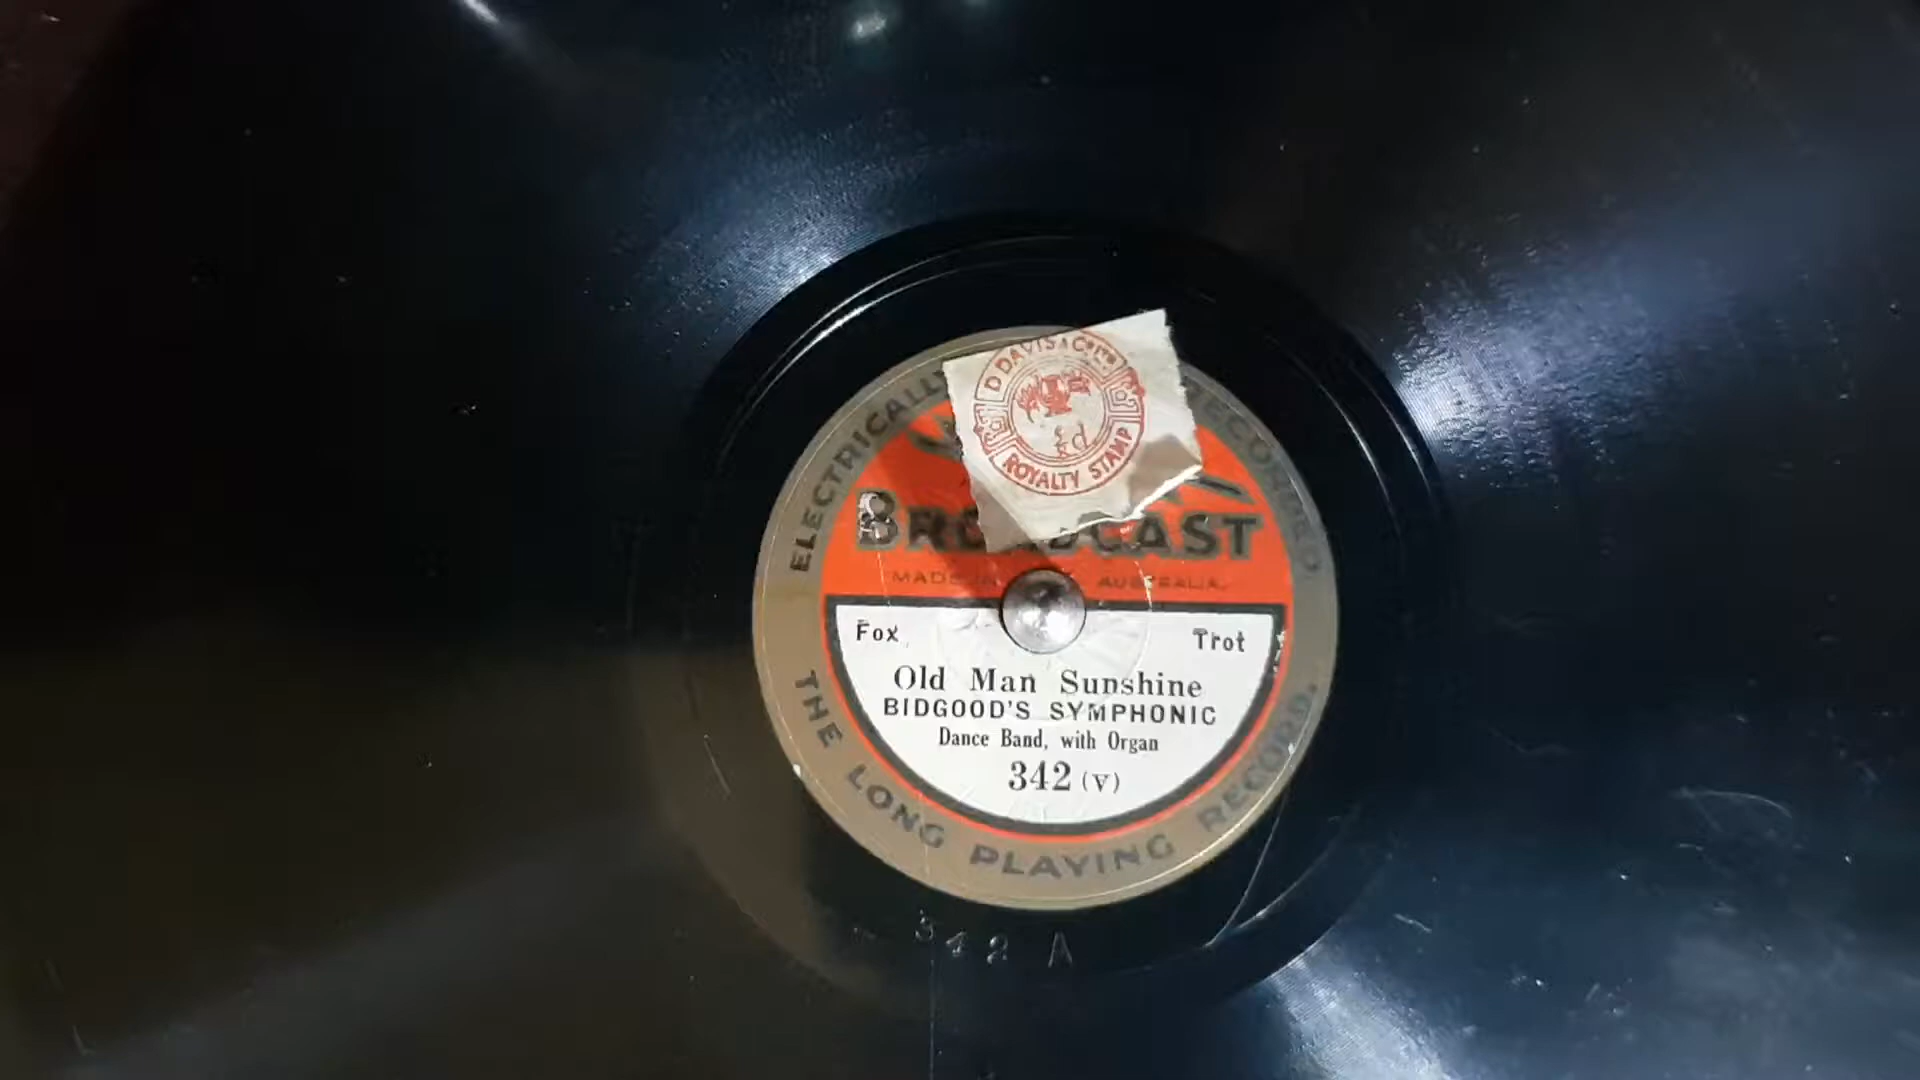 D DAVIS & Co LTD
ROYALTY STAMP
ELECTRICALLY RECORDED.
BROADCAST
MADE IN AUSTRALIA.
Fox Trot
Old Man Sunshine
BIDGOOD'S SYMPHONIC
Dance Band, with Organ
342 (V)
THE LONG PLAYING RECORD.
342 A